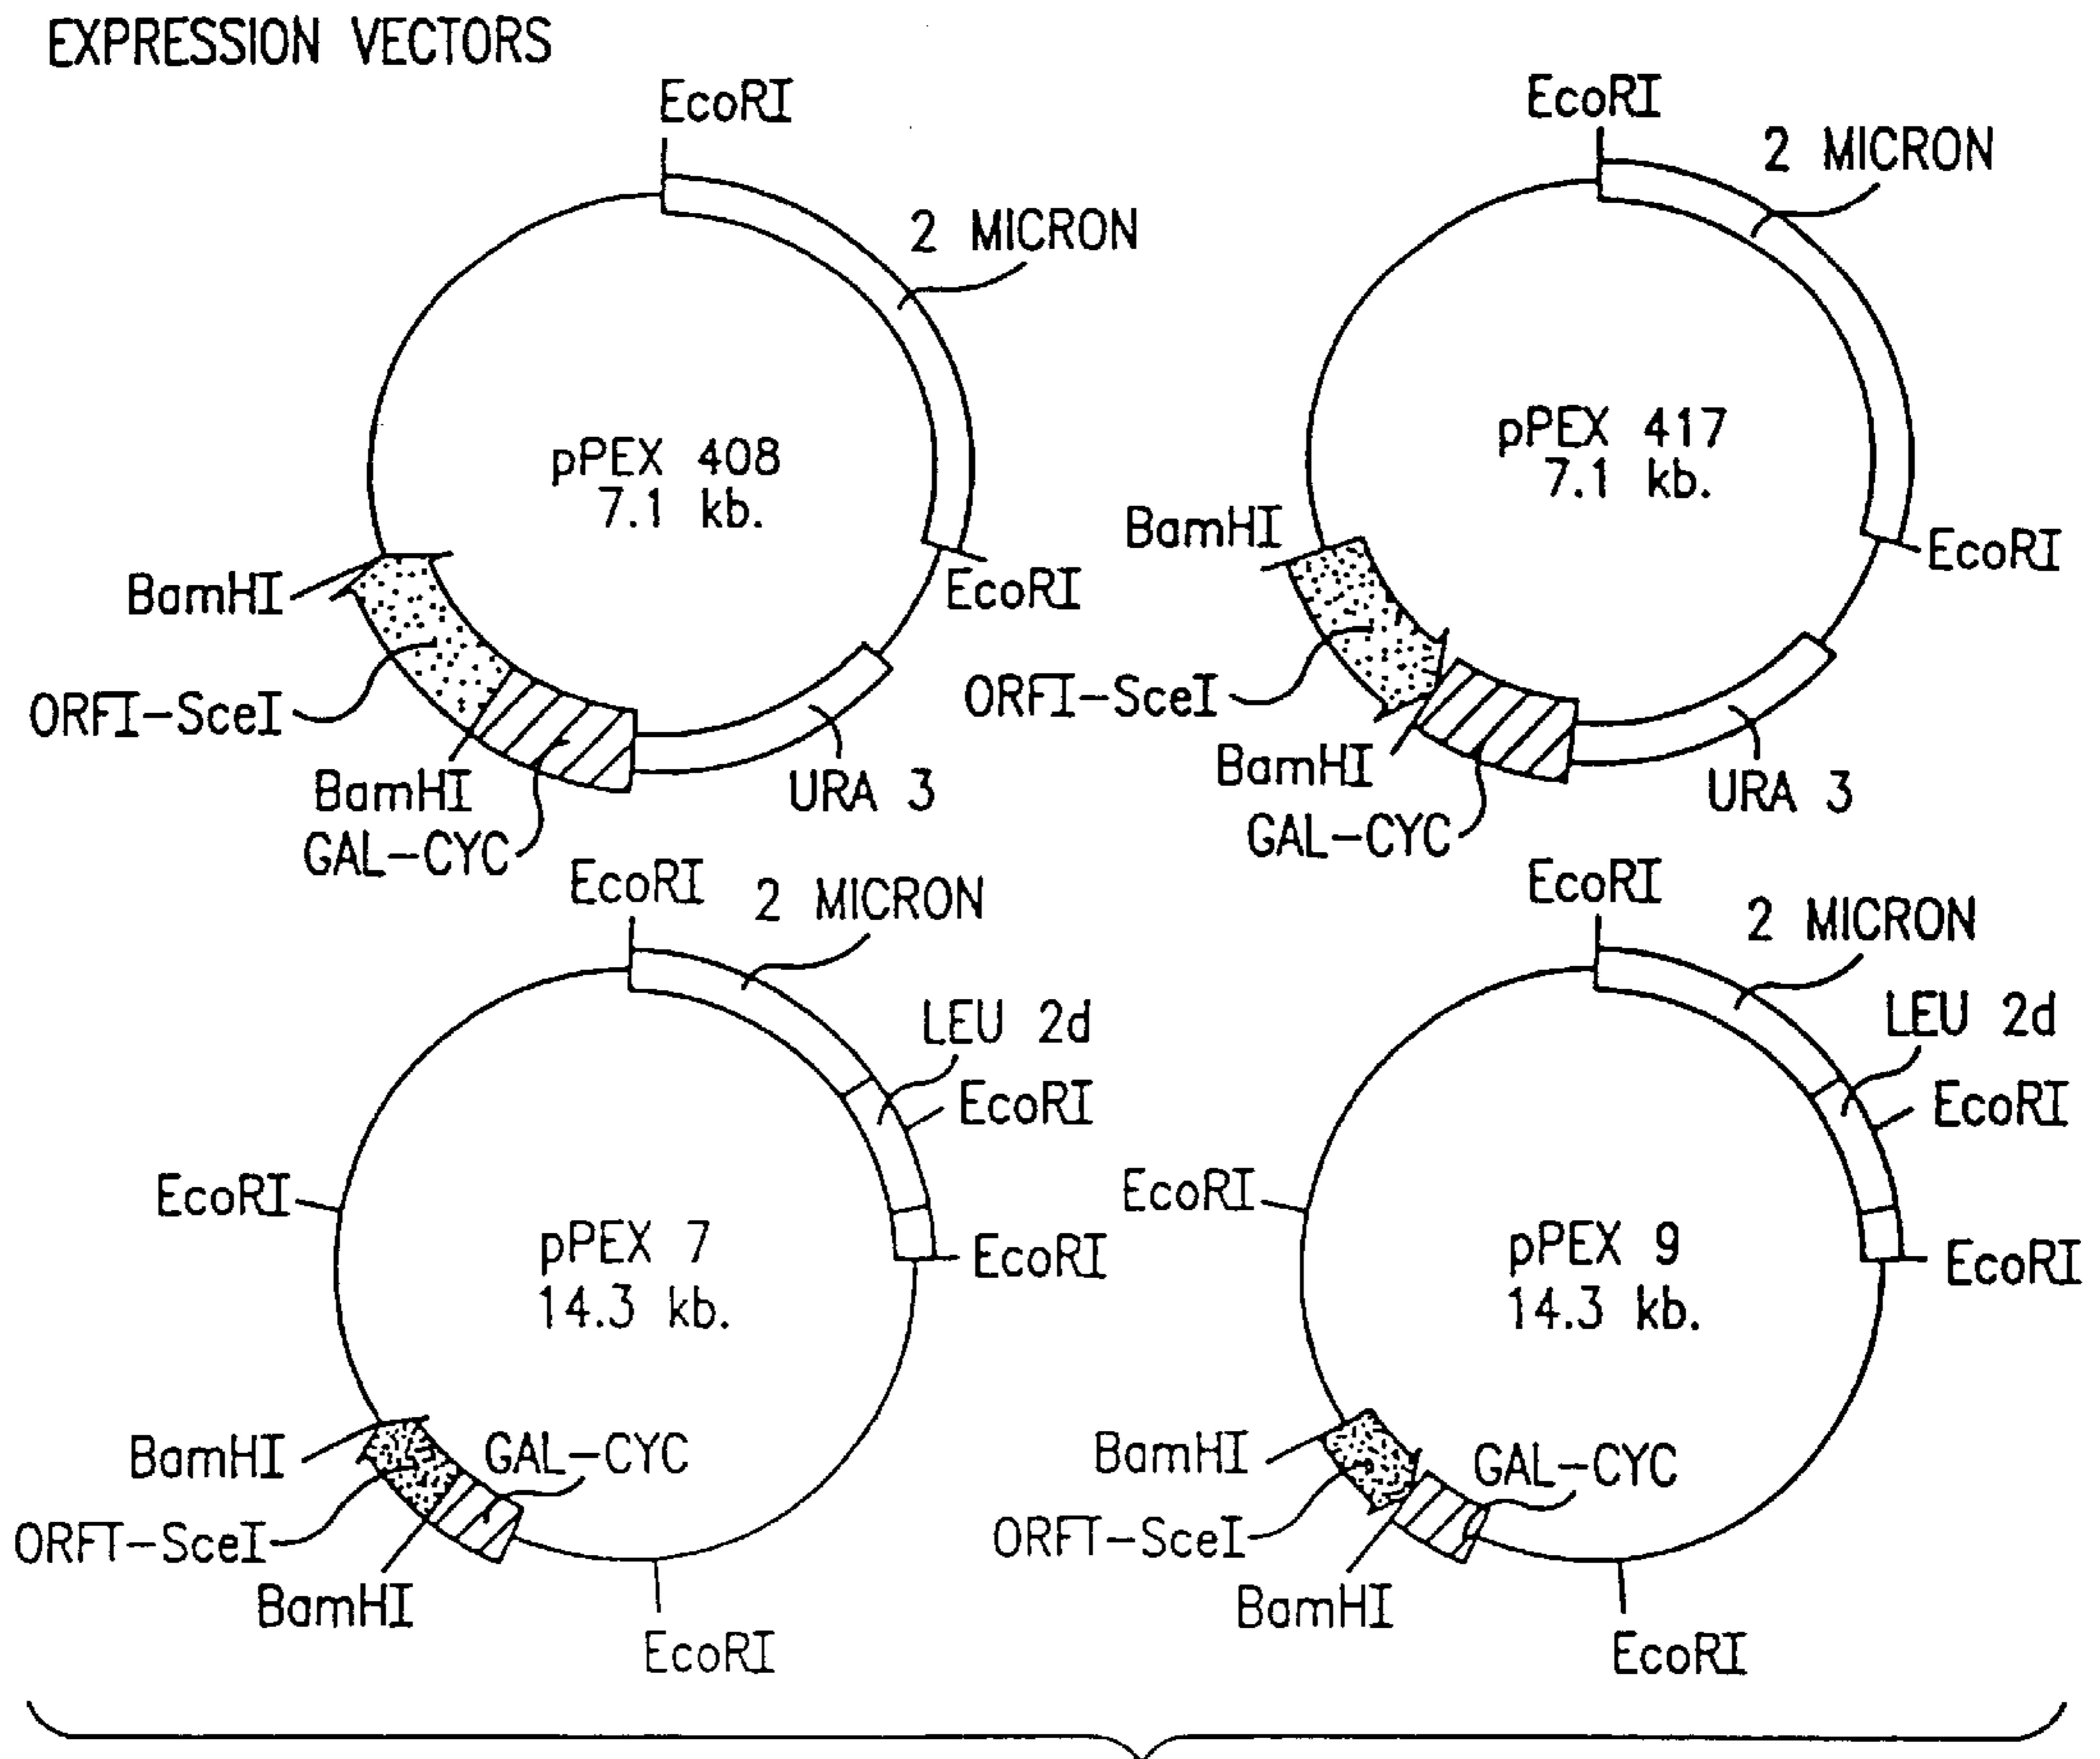 EXPRESSION VECTORS
EcoRI
2 MICRON
pPEX 408
7.1 kb.
BamHI
EcoRI
ORFI-SceI
BamHI
GAL-CYC
URA 3
EcoRI
2 MICRON
pPEX 417
7.1 kb.
BamHI
EcoRI
ORFI-SceI
BamHI
GAL-CYC
URA 3
EcoRI
2 MICRON
LEU 2d
EcoRI
EcoRI
pPEX 7
14.3 kb.
EcoRI
BamHI
GAL-CYC
ORFI-SceI
BamHI
EcoRI
EcoRI
2 MICRON
LEU 2d
EcoRI
EcoRI
pPEX 9
14.3 kb.
EcoRI
BamHI
GAL-CYC
ORFI-SceI
BamHI
EcoRI